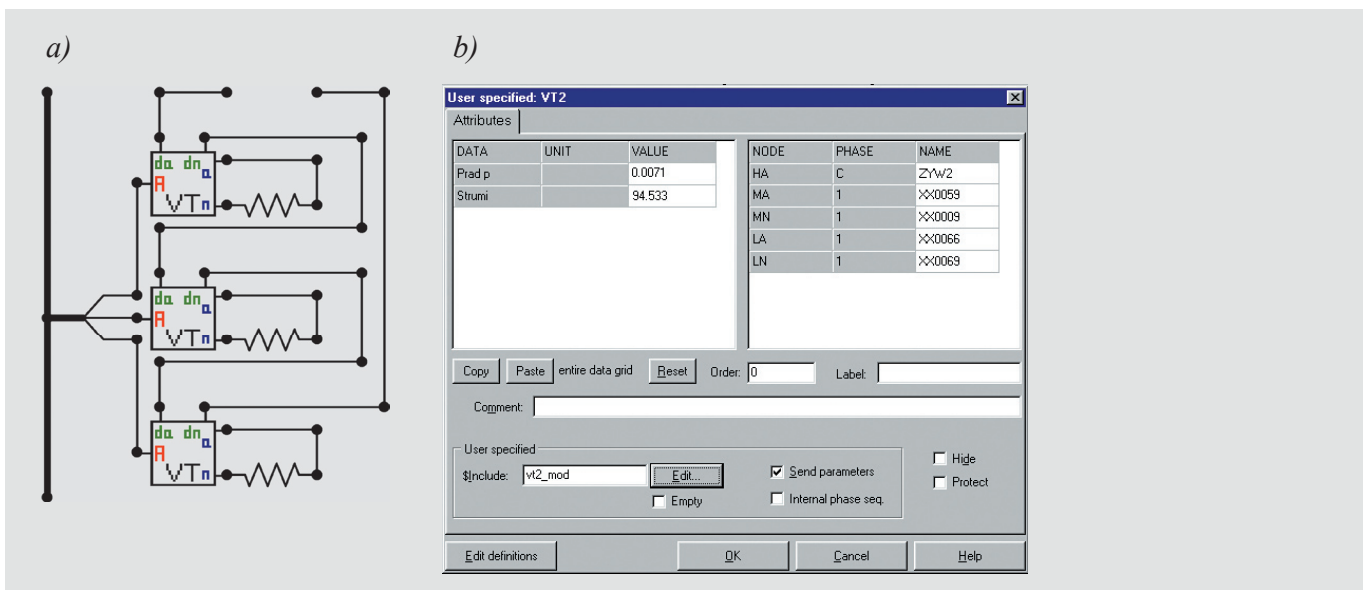 a)
b)
da dn
a
A
VT n
da dn
a
A
VT n
da dn
a
A
VT n
User specified: VT2
Attributes
DATA UNIT VALUE
Prad p 0.0071
Strumi 94.533
NODE PHASE NAME
HA C ZYW2
MA 1 XX0059
MN 1 XX0009
LA 1 XX0066
LN 1 XX0069
Copy Paste entire data grid Reset Order: 0 Label:
Comment:
User specified
$Include: vt2_mod Edit... Send parameters
Empty Internal phase seq.
Hide
Protect
Edit definitions OK Cancel Help